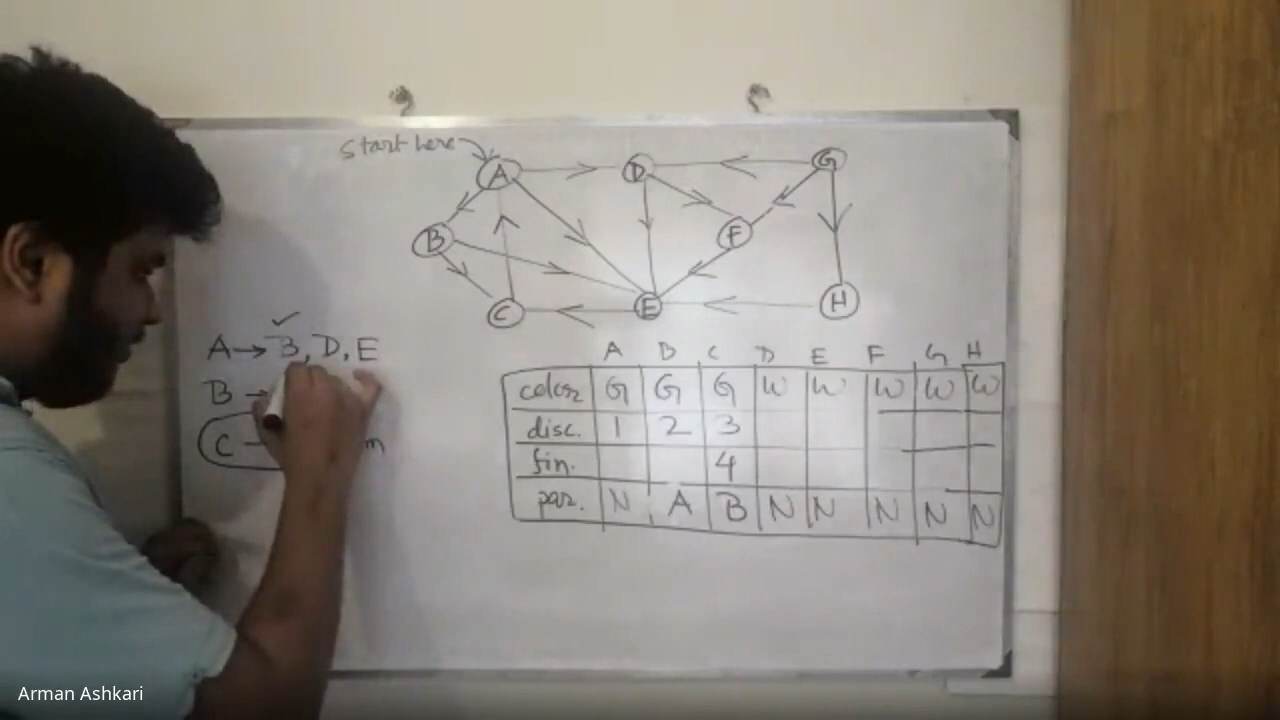 Start here
A
D
G
B
F
C
E
H
A → B, D, E
B →
C
A B C D E F G H
color G G G W W W W W
disc. 1 2 3
fin. 4
par. N A B N N N N N
Arman Ashkari